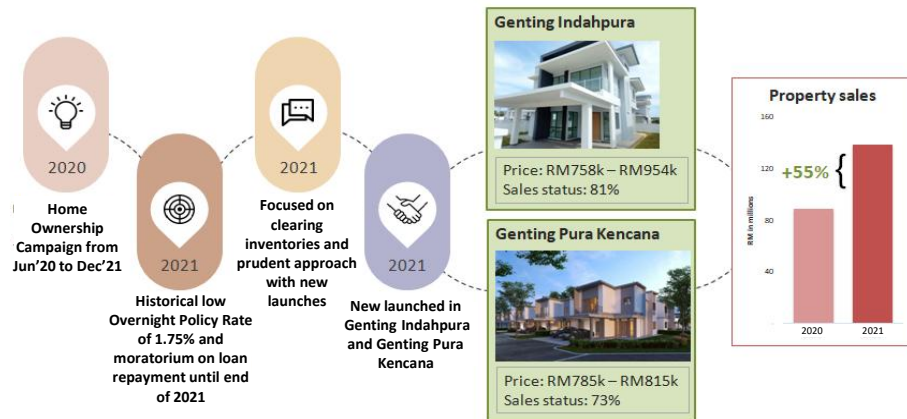 2020
Home
Ownership
Campaign from
Jun'20 to Dec'21
2021
Historical low
Overnight Policy Rate
of 1.75% and
moratorium on loan
repayment until end
of 2021
2021
Focused on
clearing
inventories and
prudent approach
with new
launches
2021
New launched in
Genting Indahpura
and Genting Pura
Kencana
Genting Indahpura
Price: RM758k – RM954k
Sales status: 81%
Genting Pura Kencana
Price: RM785k – RM815k
Sales status: 73%
Property sales
160
120
80
40
-
RM in millions
+55%
2020
2021